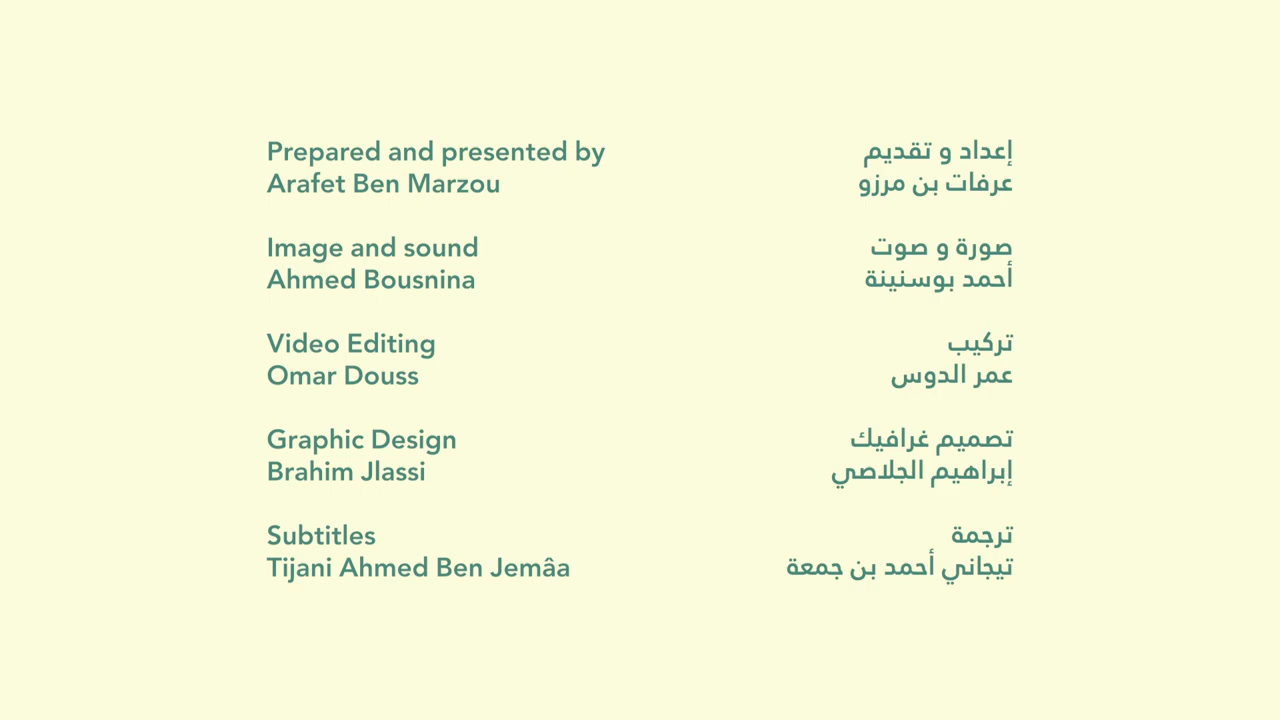 Prepared and presented by
Arafet Ben Marzou
Image and sound
Ahmed Bousnina
Video Editing
Omar Douss
Graphic Design
Brahim Jlassi
Subtitles
Tijani Ahmed Ben Jemâa
إعداد و تقديم
عرفات بن مرزو
صورة و صوت
أحمد بوسنينة
تركيب
عمر الدوس
تصميم غرافيك
إبراهيم الجلاصي
ترجمة
تيجاني أحمد بن جمعة